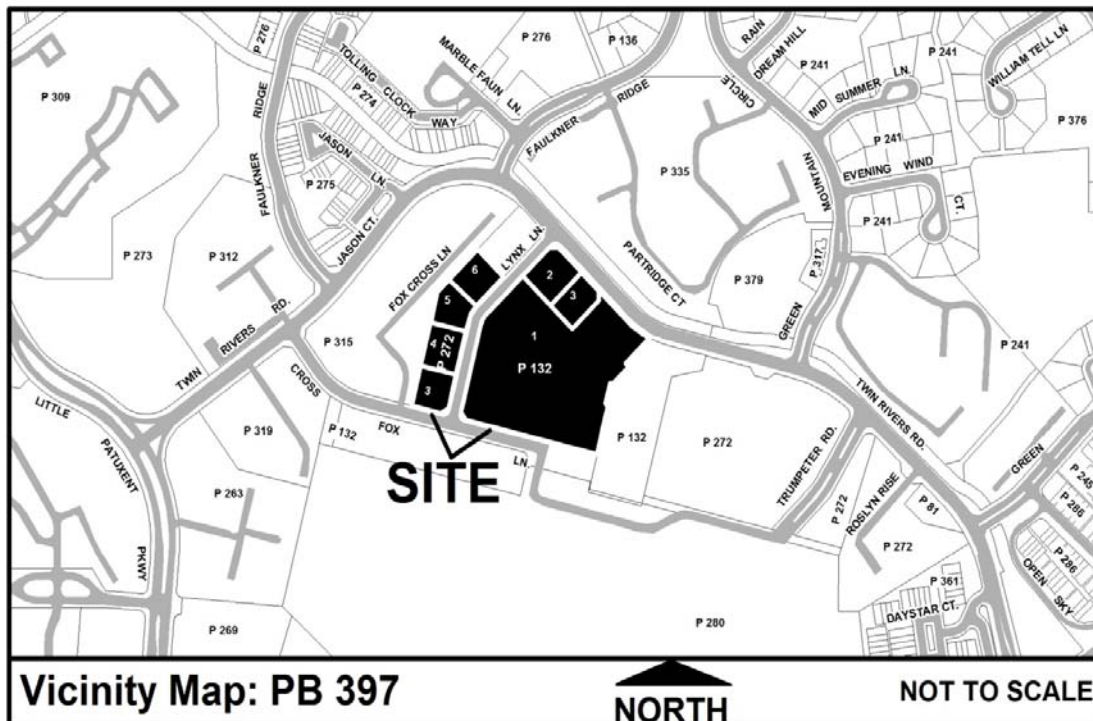 P 276
RAIN
P 276
P 136
DREAM HILL
P 241
P 241
TOLLING CLOCK WAY
MARBLE FAUN LN.
P 309
P 274
FAULKNER RIDGE
CIRCLE
MID SUMMER LN.
WILLIAM TELL LN
P 376
FAULKNER RIDGE
JASON LN.
P 275
P 335
P 241
EVENING WIND CT.
MOUNTAIN
P 241
JASON CT.
P 273
P 312
FOX CROSS LN
LYNX LN.
PARTRIDGE CT
P 317
P 379
6
2
3
5
GREEN
TWIN RIVERS RD.
P 315
4
P 272
1
P 132
P 241
CROSS FOX LN.
3
TWIN RIVERS RD.
LITTLE PATUXENT PKWY
P 319
P 132
P 132
P 272
TRUMPETER RD.
GREEN
SITE
P 245
P 263
P 272
ROSLYN RISE
P 81
P 286
P 272
P 286
OPEN SKY
P 361
DAYSTAR CT.
P 269
P 280
Vicinity Map: PB 397
NORTH
NOT TO SCALE